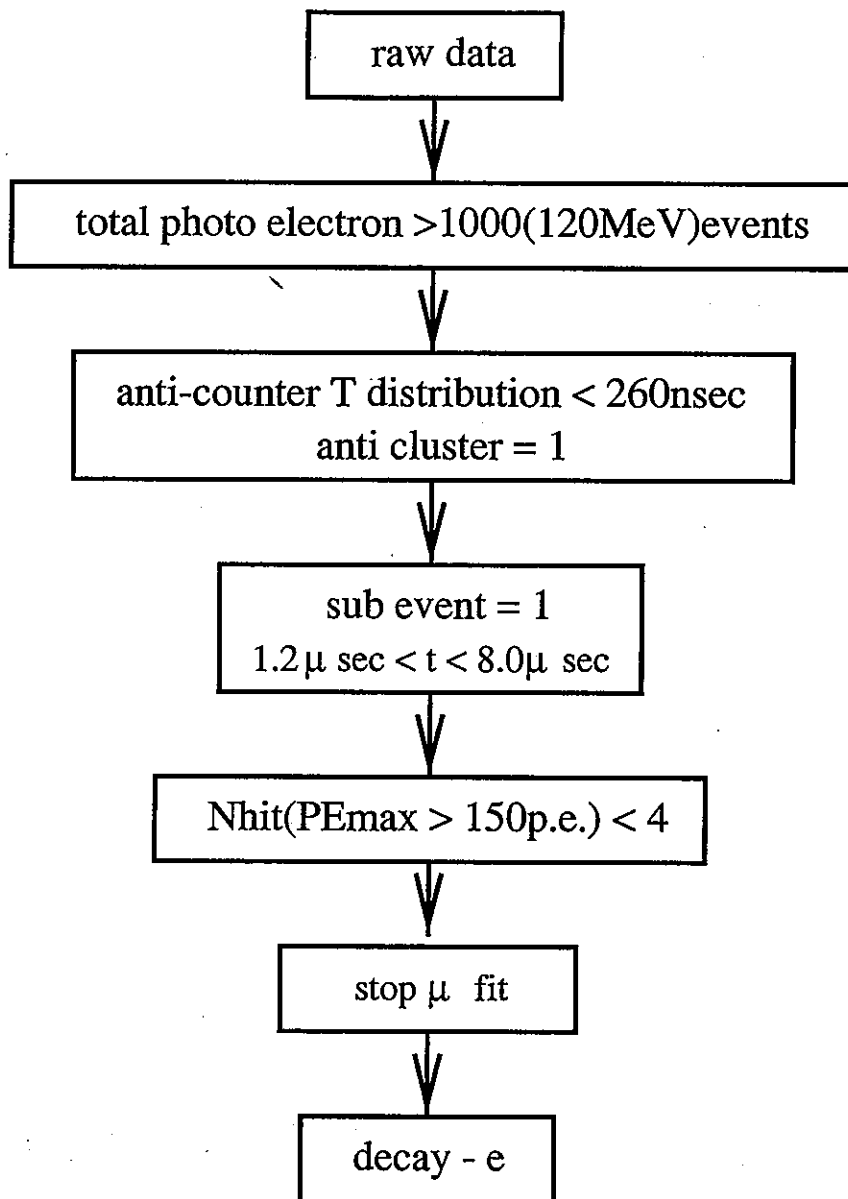 raw data
total photo electron >1000(120MeV)events
anti-counter T distribution < 260nsec
anti cluster = 1
sub event = 1
1.2μ sec < t < 8.0μ sec
Nhit(PEmax > 150p.e.) < 4
stop μ fit
decay - e